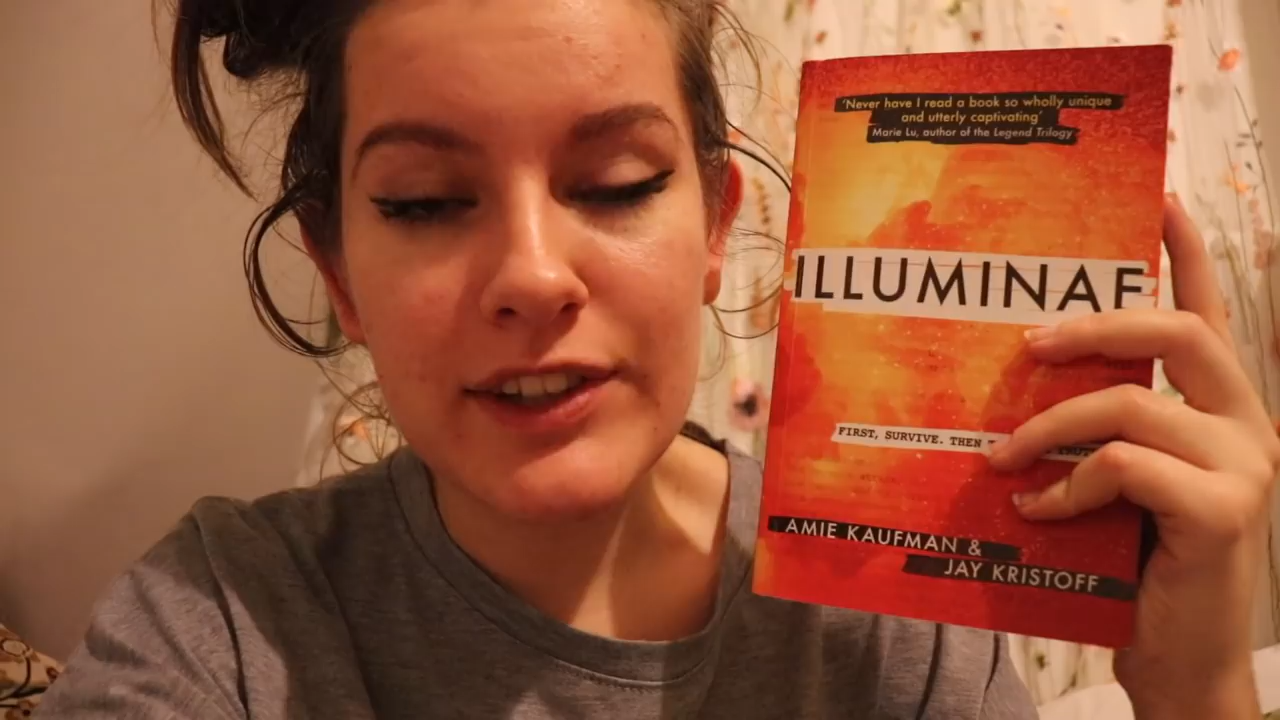 'Never have I read a book so wholly unique
and utterly captivating'
Marie Lu, author of the Legend Trilogy
ILLUMINAE
FIRST, SURVIVE. THEN
AMIE KAUFMAN &
JAY KRISTOFF